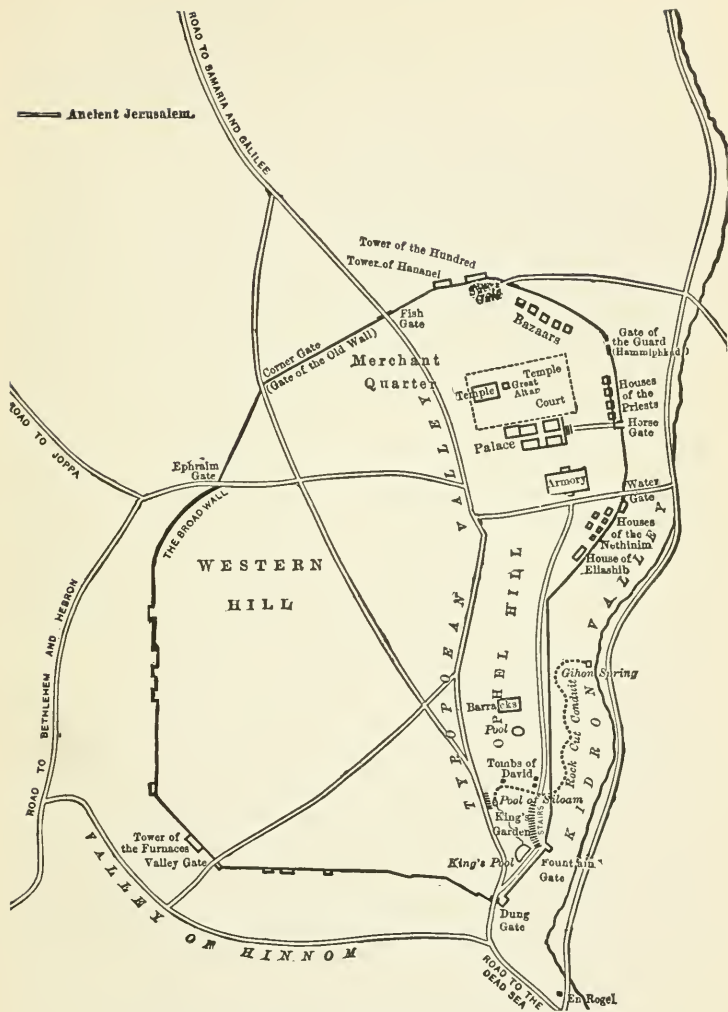 ROAD TO SAMARIA AND GALILEE
Ancient Jerusalem.
Tower of the Hundred
Tower of Hananel
Gate
Fish
Gate
Bazaars
Corner Gate
(Gate of the Old Wall)
Merchant
Quarter
Gate of
the Guard
Temple
Temple
Great
Altar
Court
Houses
of the
Priests
Horse
Gate
Palace
ROAD TO JOPPA
Ephraim
Gate
Armory
Water
Gate
THE BROAD WALL
Houses
of the
Nethinim
House of
Eliashib
WESTERN
HILL
TYROPOEAN VALLEY
OPHEL HILL
KIDRON VALLEY
ROAD TO BETHLEHEM AND HEBRON
Gihon Spring
Rock Cut Conduit
Barracks
Pool
Tombs of
David
Pool of Siloam
King's
Garden
STAIRS
Tower of
the Furnaces
Valley Gate
King's Pool
Fountain
Gate
Dung
Gate
VALLEY OF HINNOM
ROAD TO THE
DEAD SEA
En Rogel